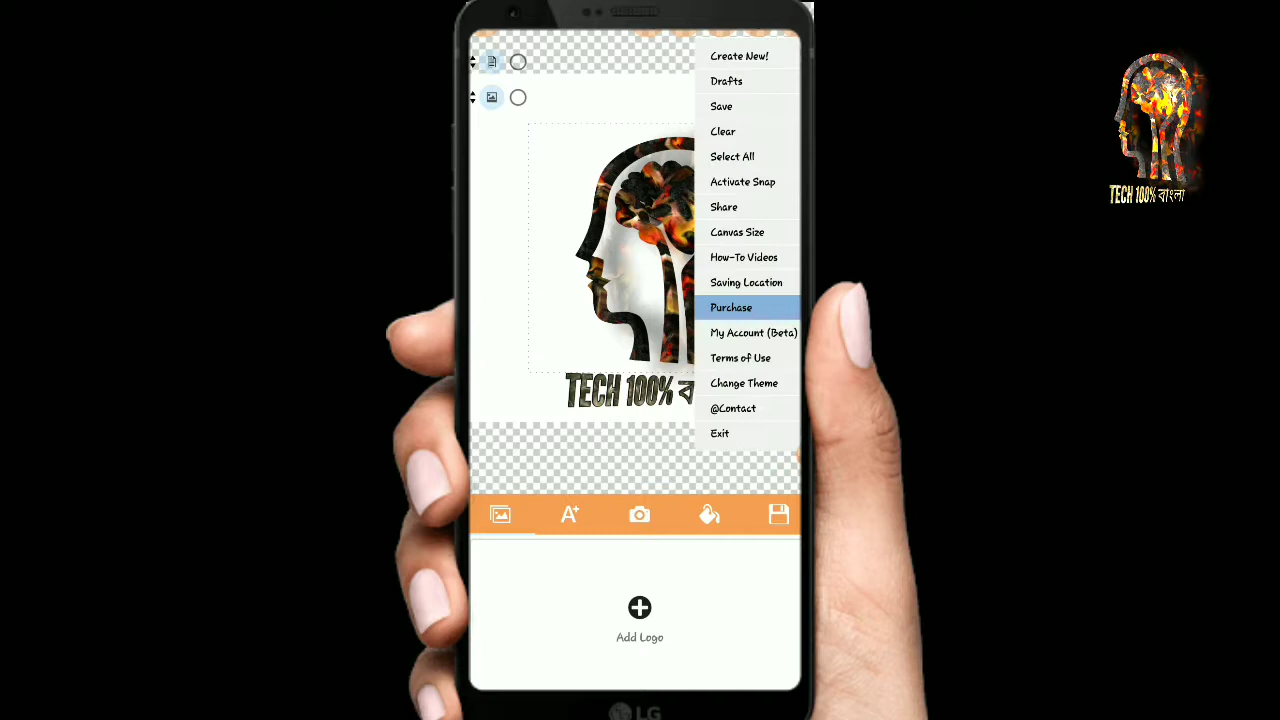 Create New!
Drafts
Save
Clear
Select All
Activate Snap
Share
Canvas Size
How-To Videos
Saving Location
Purchase
My Account (Beta)
Terms of Use
Change Theme
@Contact
Exit
TECH 100% বাংলা
TECH 100% ব
A+
Add Logo
LG